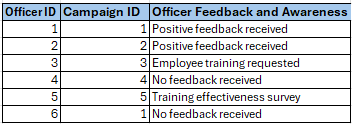 Officer ID Campaign ID Officer Feedback and Awareness
1 1 Positive feedback received
2 2 Positive feedback received
3 3 Employee training requested
4 4 No feedback received
5 5 Training effectiveness survey
6 1 No feedback received